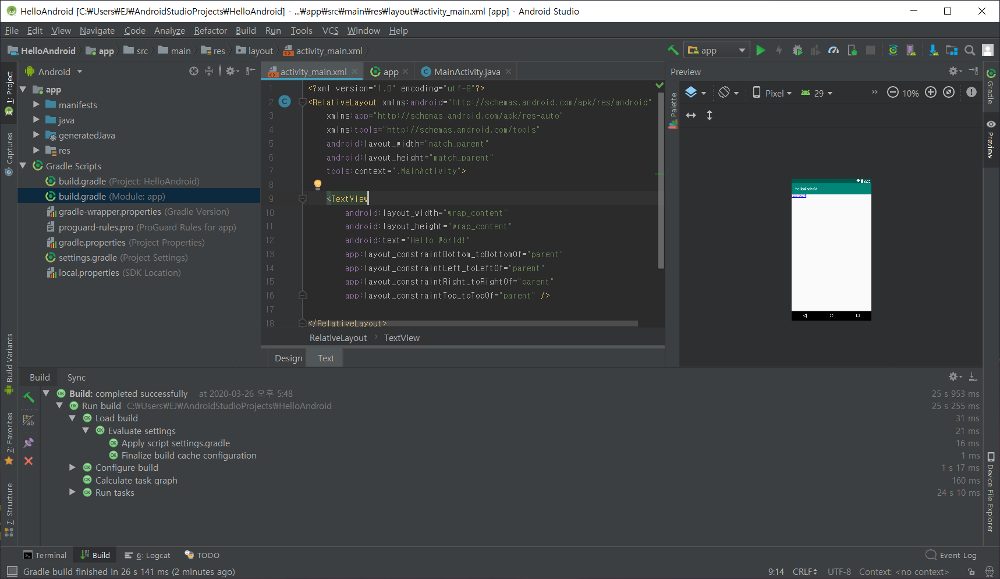 HelloAndroid [C:₩Users₩EJ₩AndroidStudioProjects₩HelloAndroid] - ...₩app₩src₩main₩res₩layout₩activity_main.xml [app] - Android Studio
File Edit View Navigate Code Analyze Refactor Build Run Tools VCS Window Help
HelloAndroid app src main res layout activity_main.xml
app
Android
activity_main.xml app MainActivity.java
Preview
1: Project
Captures
Build Variants
2: Favorites
7: Structure
app
manifests
java
generatedJava
res
Gradle Scripts
build.gradle (Project: HelloAndroid)
build.gradle (Module: app)
gradle-wrapper.properties (Gradle Version)
proguard-rules.pro (ProGuard Rules for app)
gradle.properties (Project Properties)
settings.gradle (Project Settings)
local.properties (SDK Location)
1 <?xml version="1.0" encoding="utf-8"?>
2 <RelativeLayout xmlns:android="http://schemas.android.com/apk/res/android"
3 xmlns:app="http://schemas.android.com/apk/res-auto"
4 xmlns:tools="http://schemas.android.com/tools"
5 android:layout_width="match_parent"
6 android:layout_height="match_parent"
7 tools:context=".MainActivity">
8
9 <TextView
10 android:layout_width="wrap_content"
11 android:layout_height="wrap_content"
12 android:text="Hello World!"
13 app:layout_constraintBottom_toBottomOf="parent"
14 app:layout_constraintLeft_toLeftOf="parent"
15 app:layout_constraintRight_toRightOf="parent"
16 app:layout_constraintTop_toTopOf="parent" />
17
18 </RelativeLayout>
RelativeLayout TextView
Design Text
Palette
Pixel 29 » 10%
HelloAndroid
Hello World!
Gradle
Preview
Device File Explorer
Build Sync
Build: completed successfully at 2020-03-26 오후 5:48 25 s 953 ms
Run build C:₩Users₩EJ₩AndroidStudioProjects₩HelloAndroid 25 s 255 ms
Load build 31 ms
Evaluate settings 21 ms
Apply script settings.gradle 16 ms
Finalize build cache configuration 1 ms
Configure build 1 s 17 ms
Calculate task graph 160 ms
Run tasks 24 s 10 ms
Terminal Build 6: Logcat TODO Event Log
Gradle build finished in 26 s 141 ms (2 minutes ago) 9:14 CRLF UTF-8 Context: <no context>